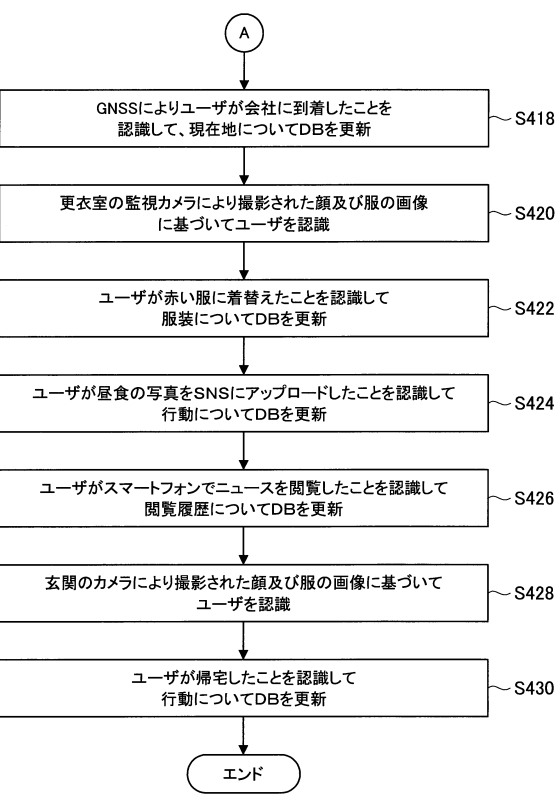 A
GNSSによりユーザが会社に到着したことを
認識して、現在地についてDBを更新
S418
更衣室の監視カメラにより撮影された顔及び服の画像
に基づいてユーザを認識
S420
ユーザが赤い服に着替えたことを認識して
服装についてDBを更新
S422
ユーザが昼食の写真をSNSにアップロードしたことを認識して
行動についてDBを更新
S424
ユーザがスマートフォンでニュースを閲覧したことを認識して
閲覧履歴についてDBを更新
S426
玄関のカメラにより撮影された顔及び服の画像に基づいて
ユーザを認識
S428
ユーザが帰宅したことを認識して
行動についてDBを更新
S430
エンド